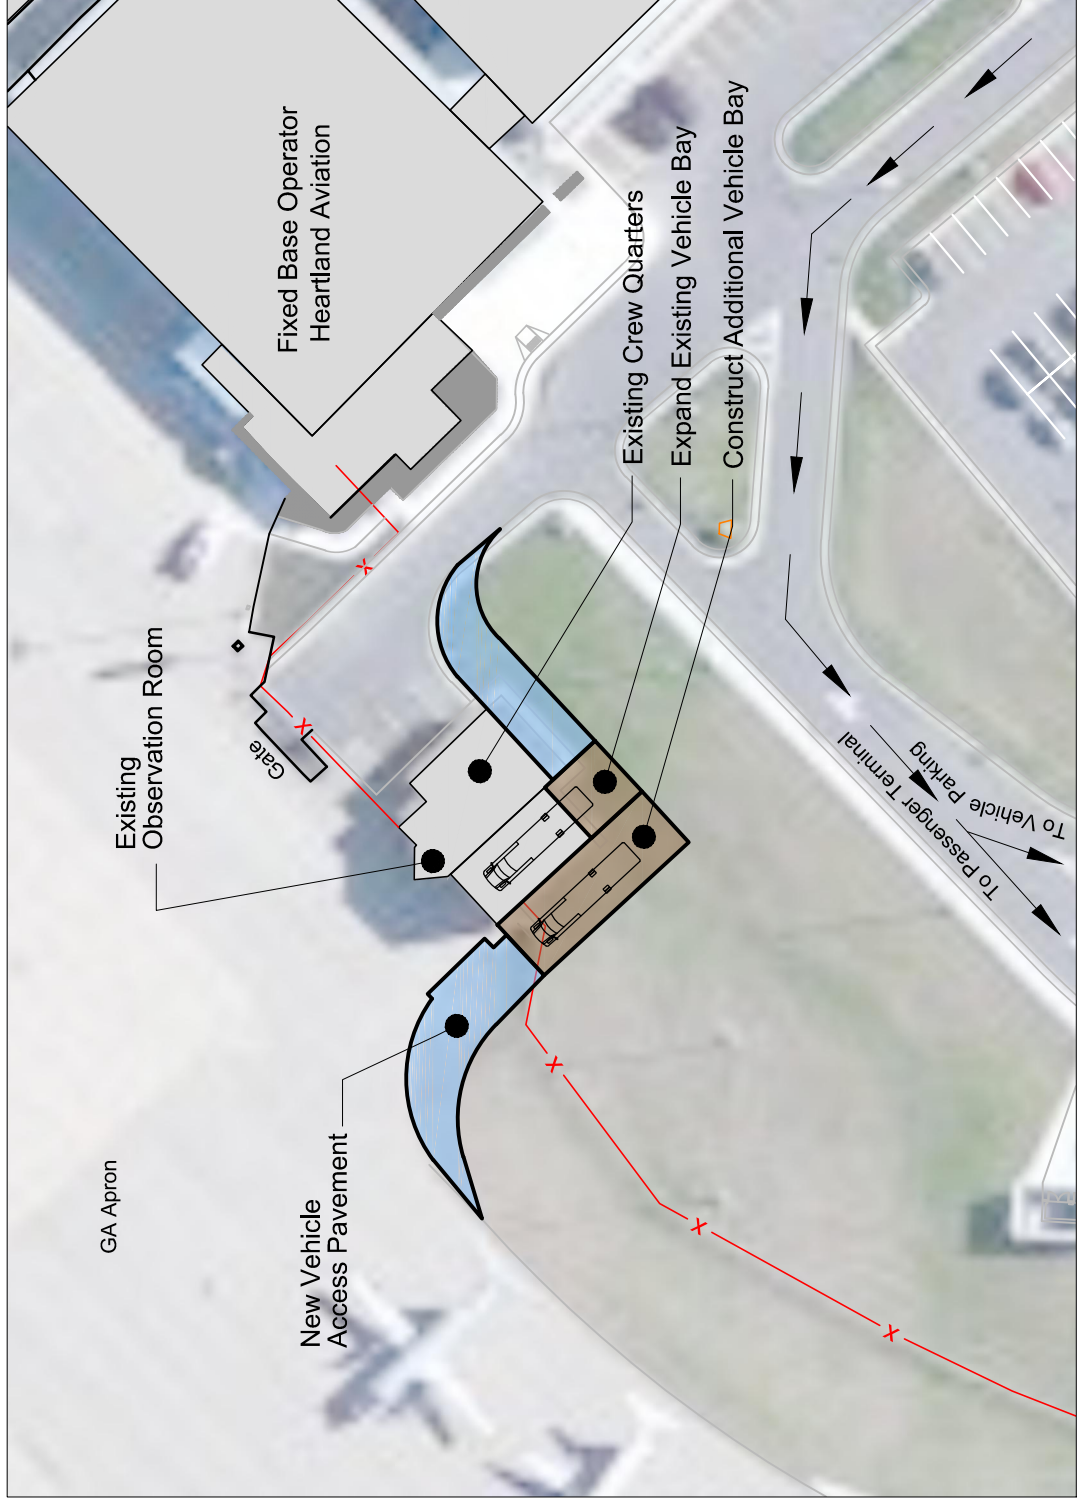 Fixed Base Operator
Heartland Aviation
Existing Crew Quarters
Expand Existing Vehicle Bay
Construct Additional Vehicle Bay
Existing
Observation Room
Gate
X
X
New Vehicle
Access Pavement
GA Apron
X
X
X
To Passenger Terminal
To Vehicle Parking